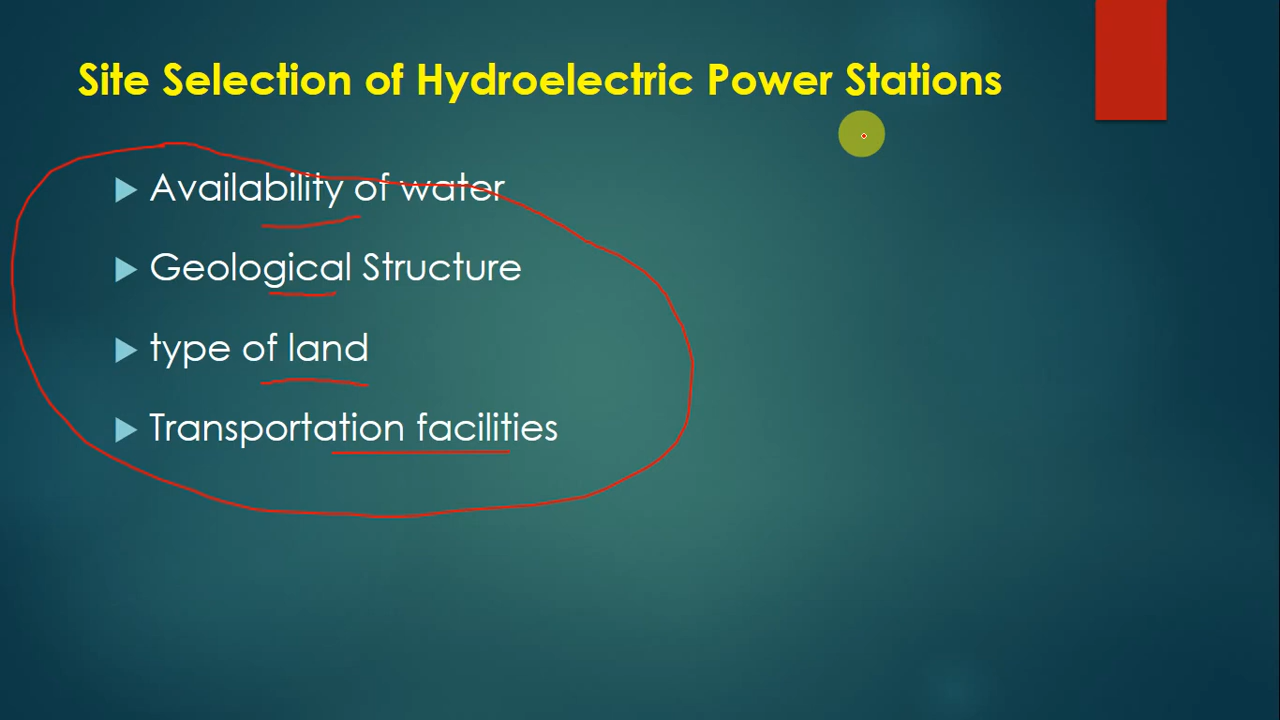 Site Selection of Hydroelectric Power Stations
Availability of water
Geological Structure
type of land
Transportation facilities